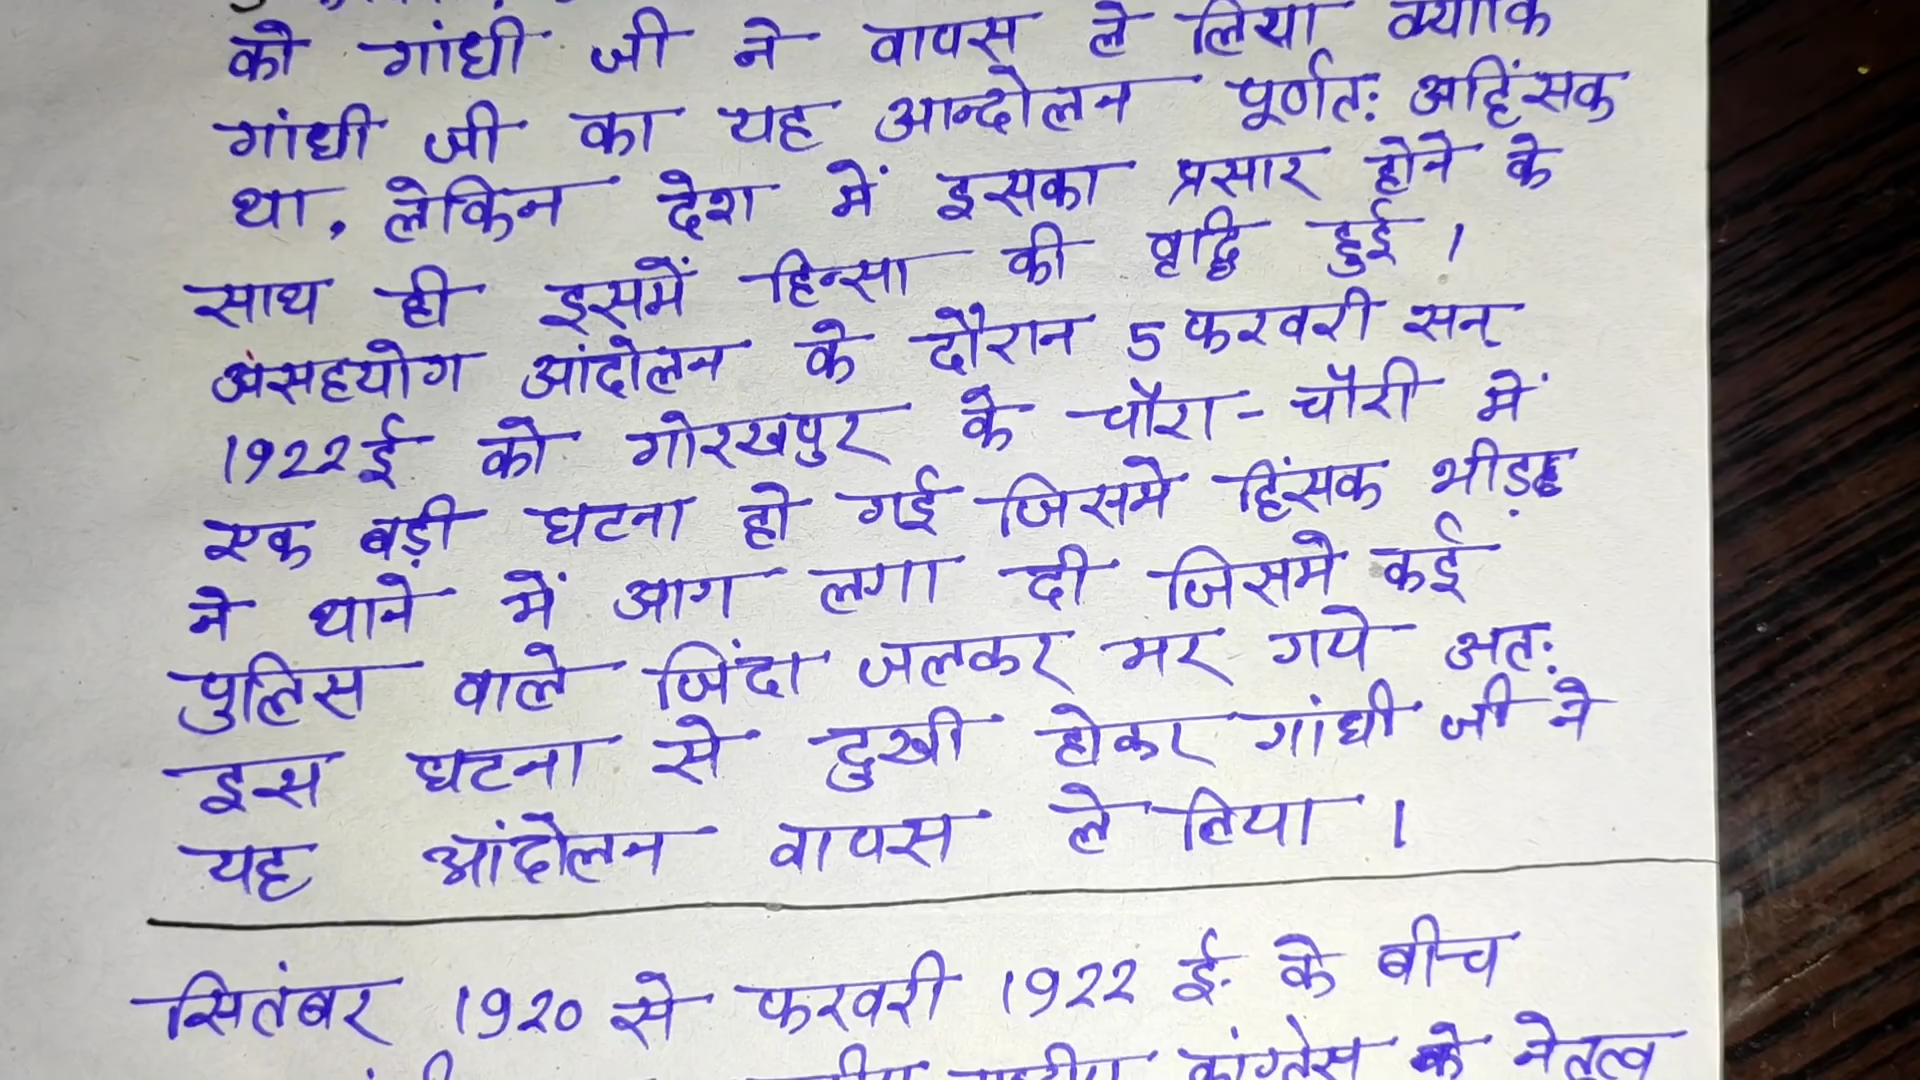 को गांधी जी ने वापस ले लिया क्योंकि
गांधी जी का यह आन्दोलन पूर्णत: अहिंसक
था, लेकिन देश में इसका प्रसार होने के
साथ ही इसमें हिन्सा की वृद्धि हुई ।
असहयोग आंदोलन के दौरान 5 फरवरी सन्
1922ई को गोरखपुर के चौरा-चौरी में
एक बड़ी घटना हो गई जिसमे हिंसक भीड़
ने थाने में आग लगा दी जिसमे कई
पुलिस वाले जिंदा जलकर मर गये अत:
इस घटना से दुखी होकर गांधी जी ने
यह आंदोलन वापस ले लिया ।
सितंबर 1920 से फरवरी 1922 ई. के बीच
कांग्रेस के नेतृत्व